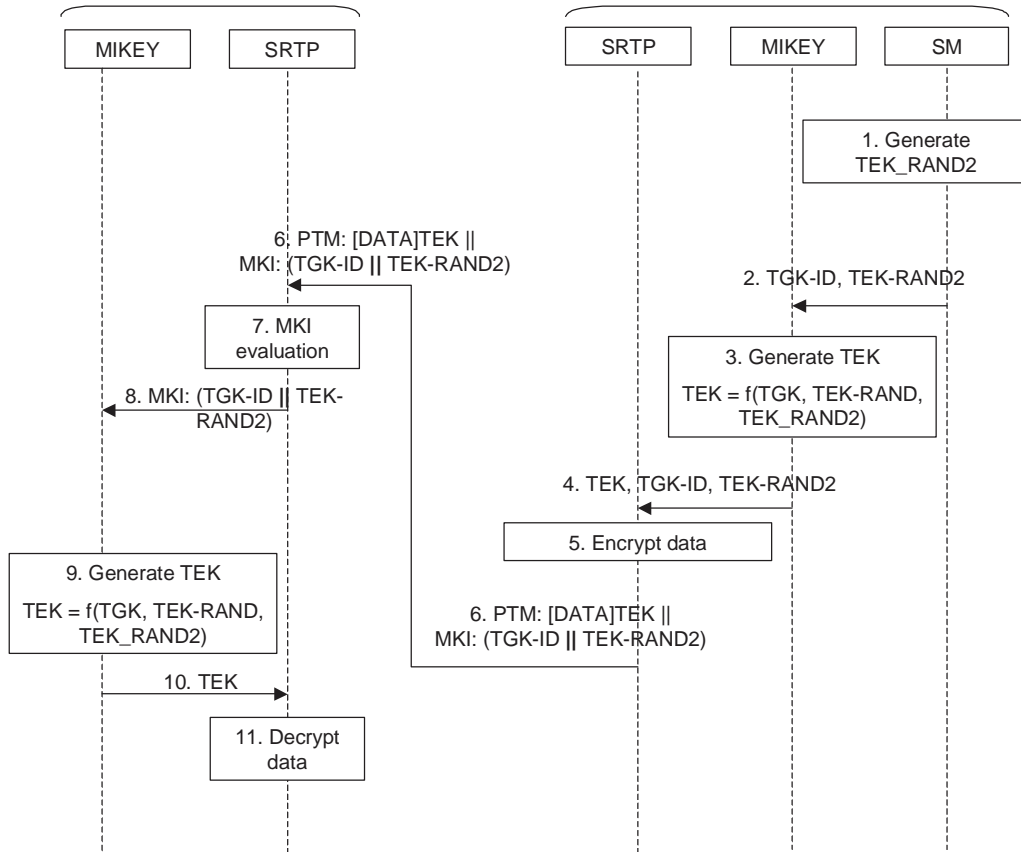 MIKEY
SRTP
SRTP
MIKEY
SM
1. Generate
TEK_RAND2
6. PTM: [DATA]TEK ||
MKI: (TGK-ID || TEK-RAND2)
2. TGK-ID, TEK-RAND2
7. MKI
evaluation
3. Generate TEK
TEK = f(TGK, TEK-RAND,
TEK_RAND2)
8. MKI: (TGK-ID || TEK-
RAND2)
4. TEK, TGK-ID, TEK-RAND2
5. Encrypt data
9. Generate TEK
TEK = f(TGK, TEK-RAND,
TEK_RAND2)
6. PTM: [DATA]TEK ||
MKI: (TGK-ID || TEK-RAND2)
10. TEK
11. Decrypt
data